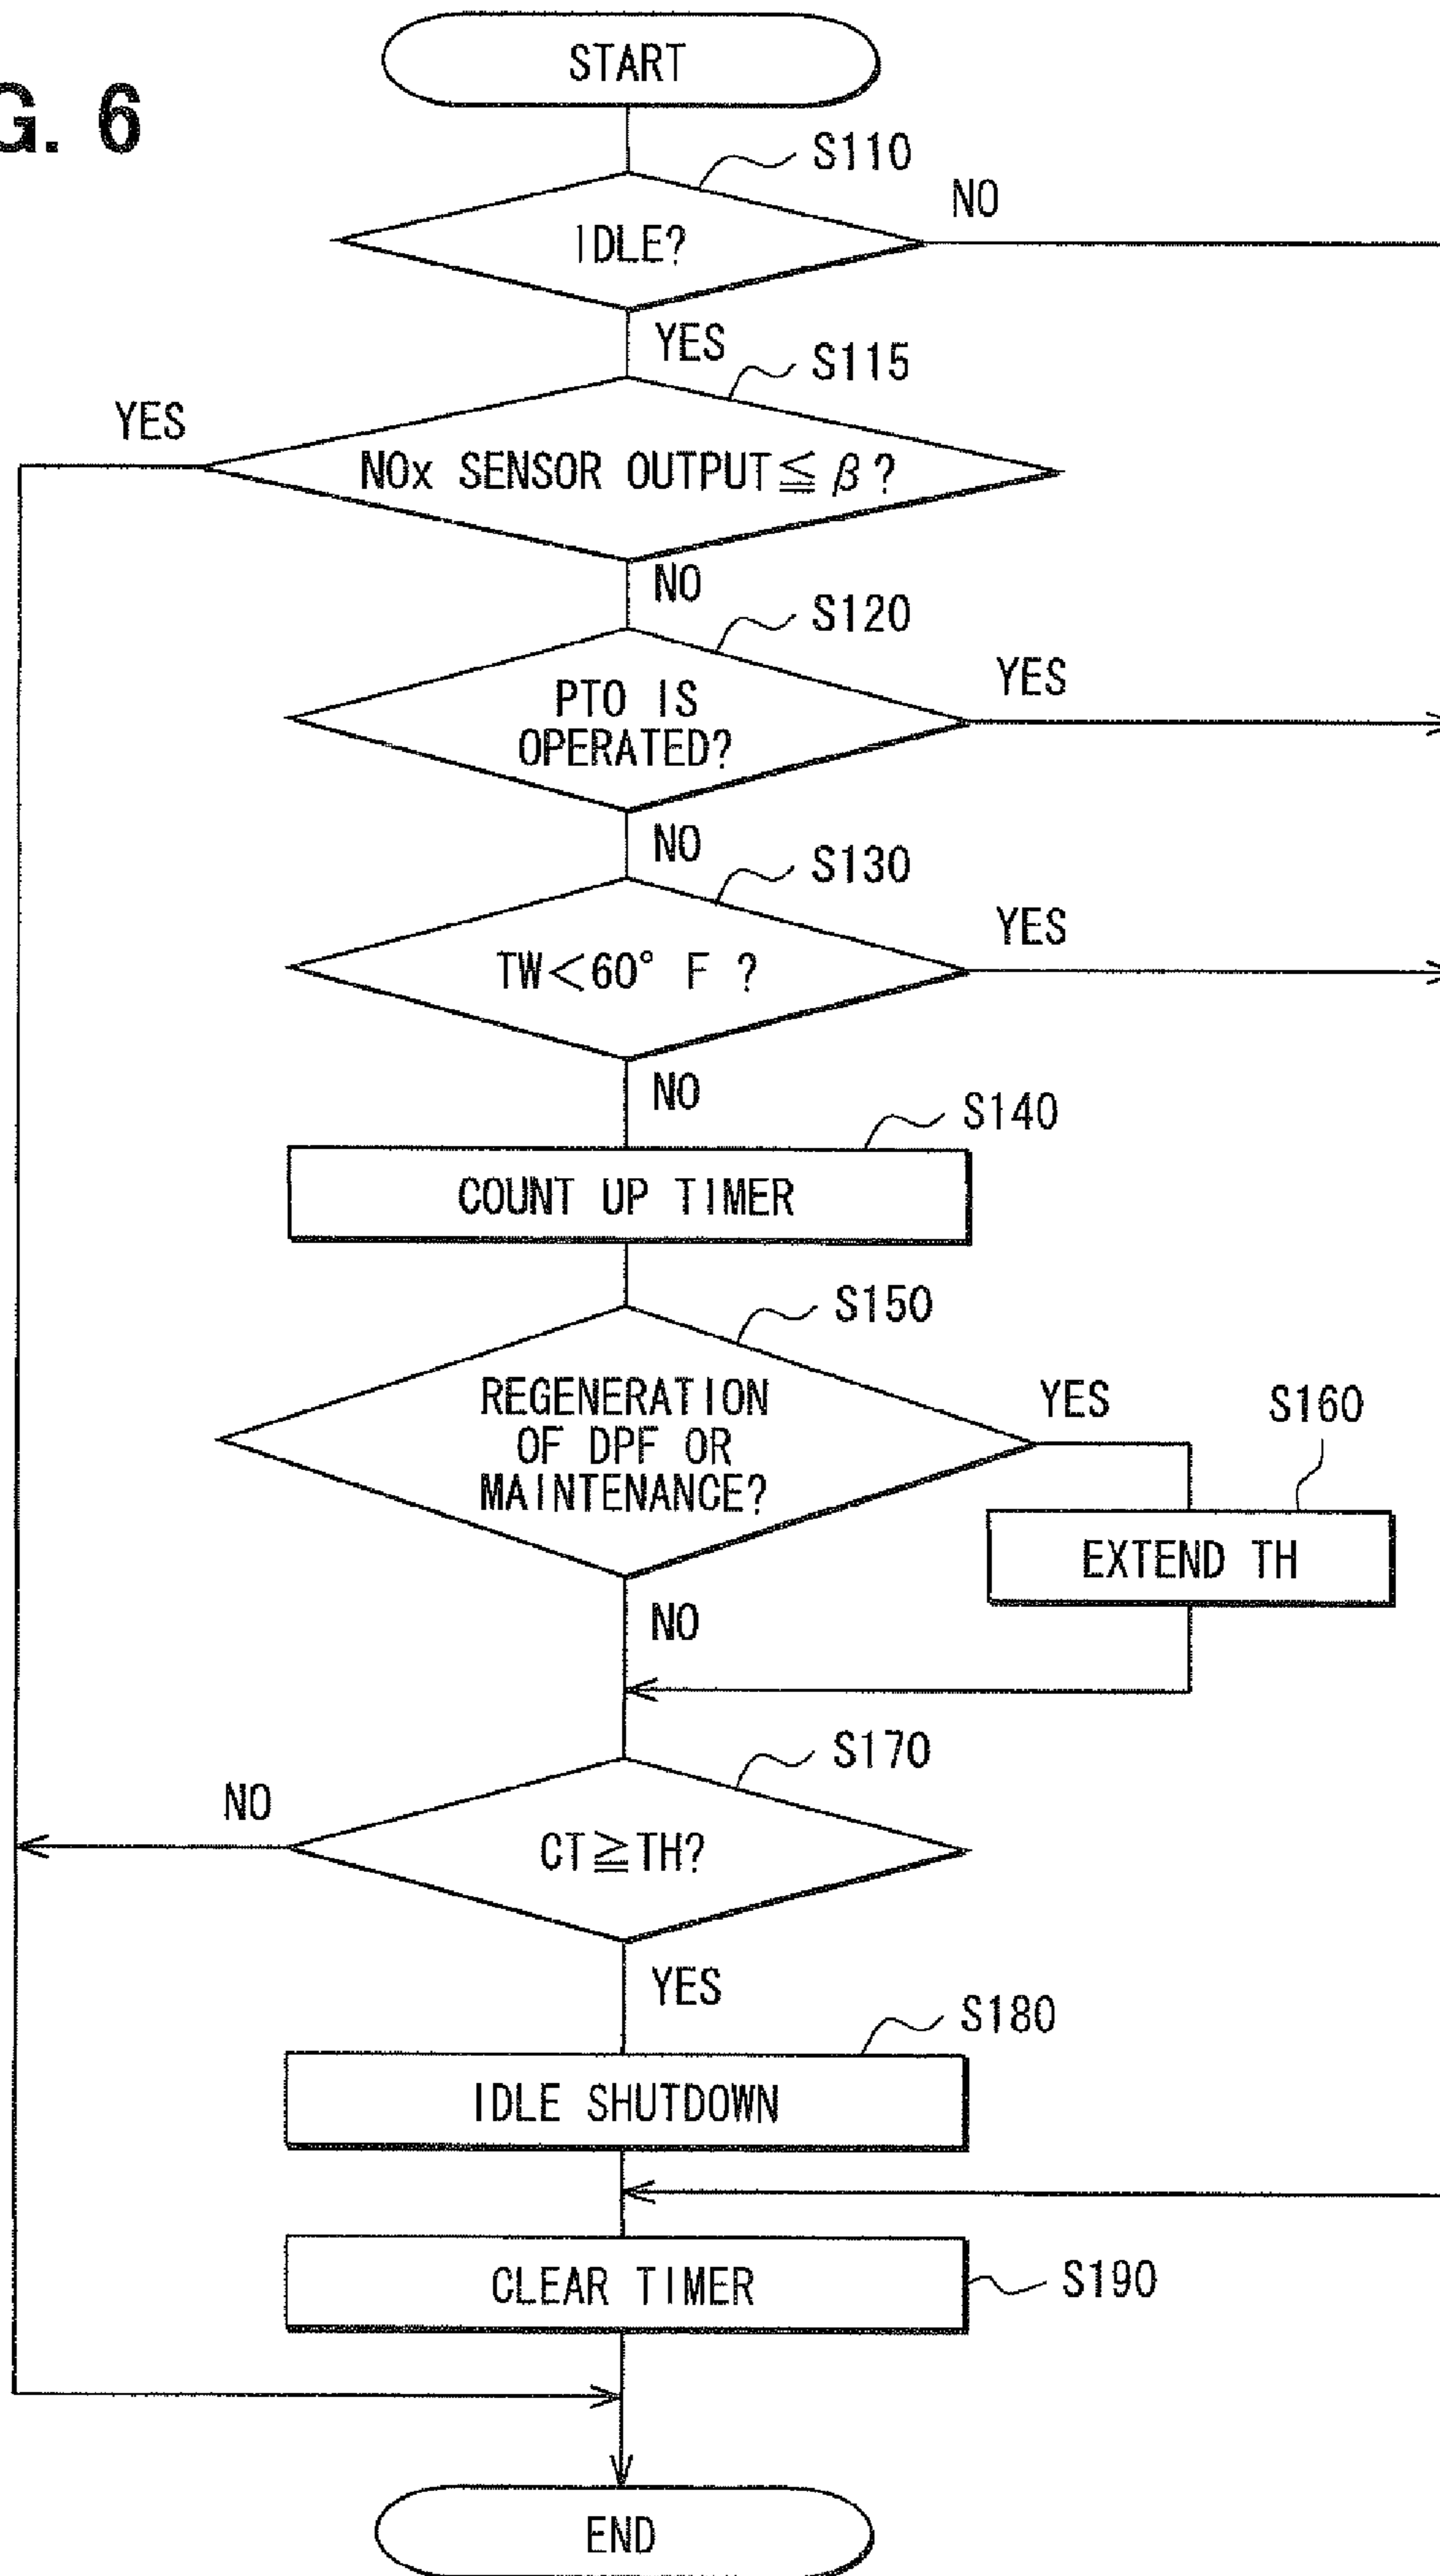 G. 6
START
S110
NO
IDLE?
YES
S115
YES
NOx SENSOR OUTPUT≦β?
NO
S120
YES
PTO IS
OPERATED?
NO
S130
YES
TW<60° F ?
NO
S140
COUNT UP TIMER
S150
YES
S160
REGENERATION
OF DPF OR
MAINTENANCE?
EXTEND TH
NO
S170
NO
CT≧TH?
YES
S180
IDLE SHUTDOWN
CLEAR TIMER
S190
END